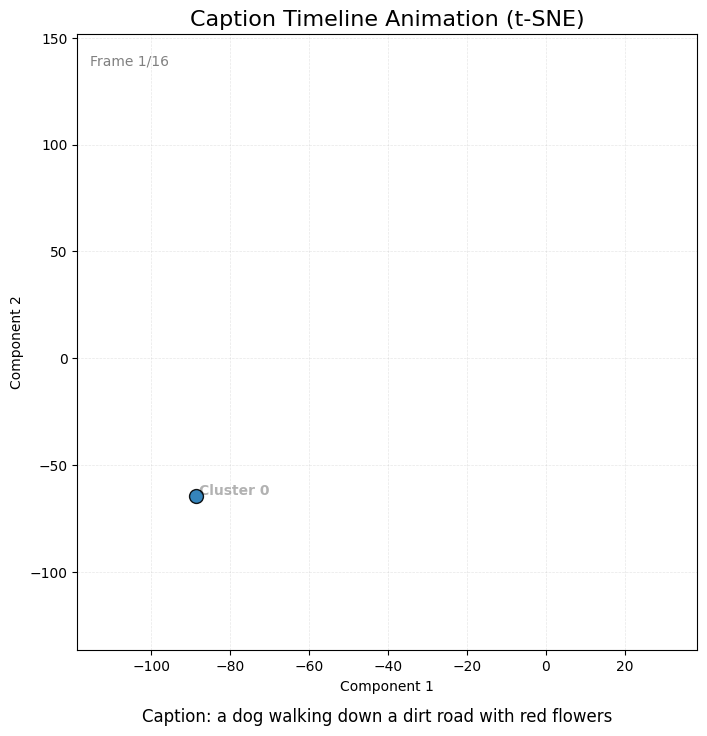 Caption Timeline Animation (t-SNE)
150
Frame 1/16
100
50
0
Component 2
−50
Cluster 0
−100
−100 −80 −60 −40 −20 0 20
Component 1
Caption: a dog walking down a dirt road with red flowers